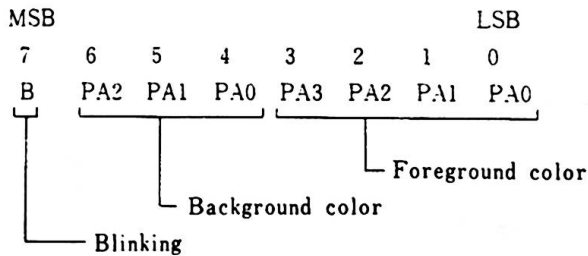 MSB LSB
7 6 5 4 3 2 1 0
B PA2 PA1 PA0 PA3 PA2 PA1 PA0
Foreground color
Background color
Blinking